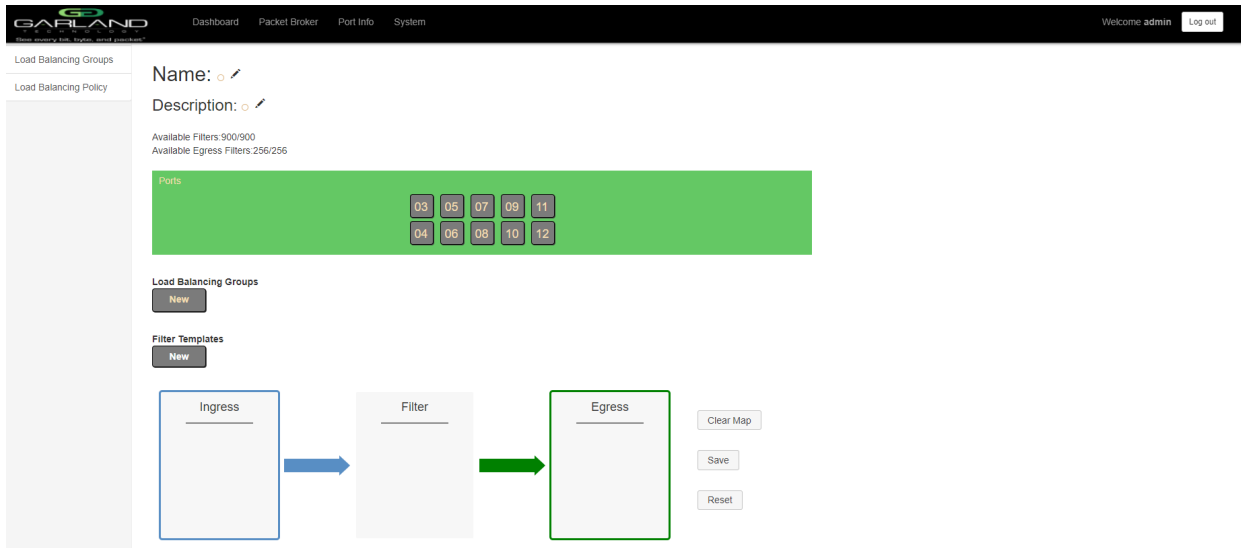 GARLAND
TECHNOLOGY
See every bit, byte, and packet™
Dashboard Packet Broker Port Info System
Welcome admin Log out
Load Balancing Groups
Load Balancing Policy
Name:
Description:
Available Filters:900/900
Available Egress Filters:256/256
Ports
03 05 07 09 11
04 06 08 10 12
Load Balancing Groups
New
Filter Templates
New
Ingress Filter Egress
Clear Map
Save
Reset